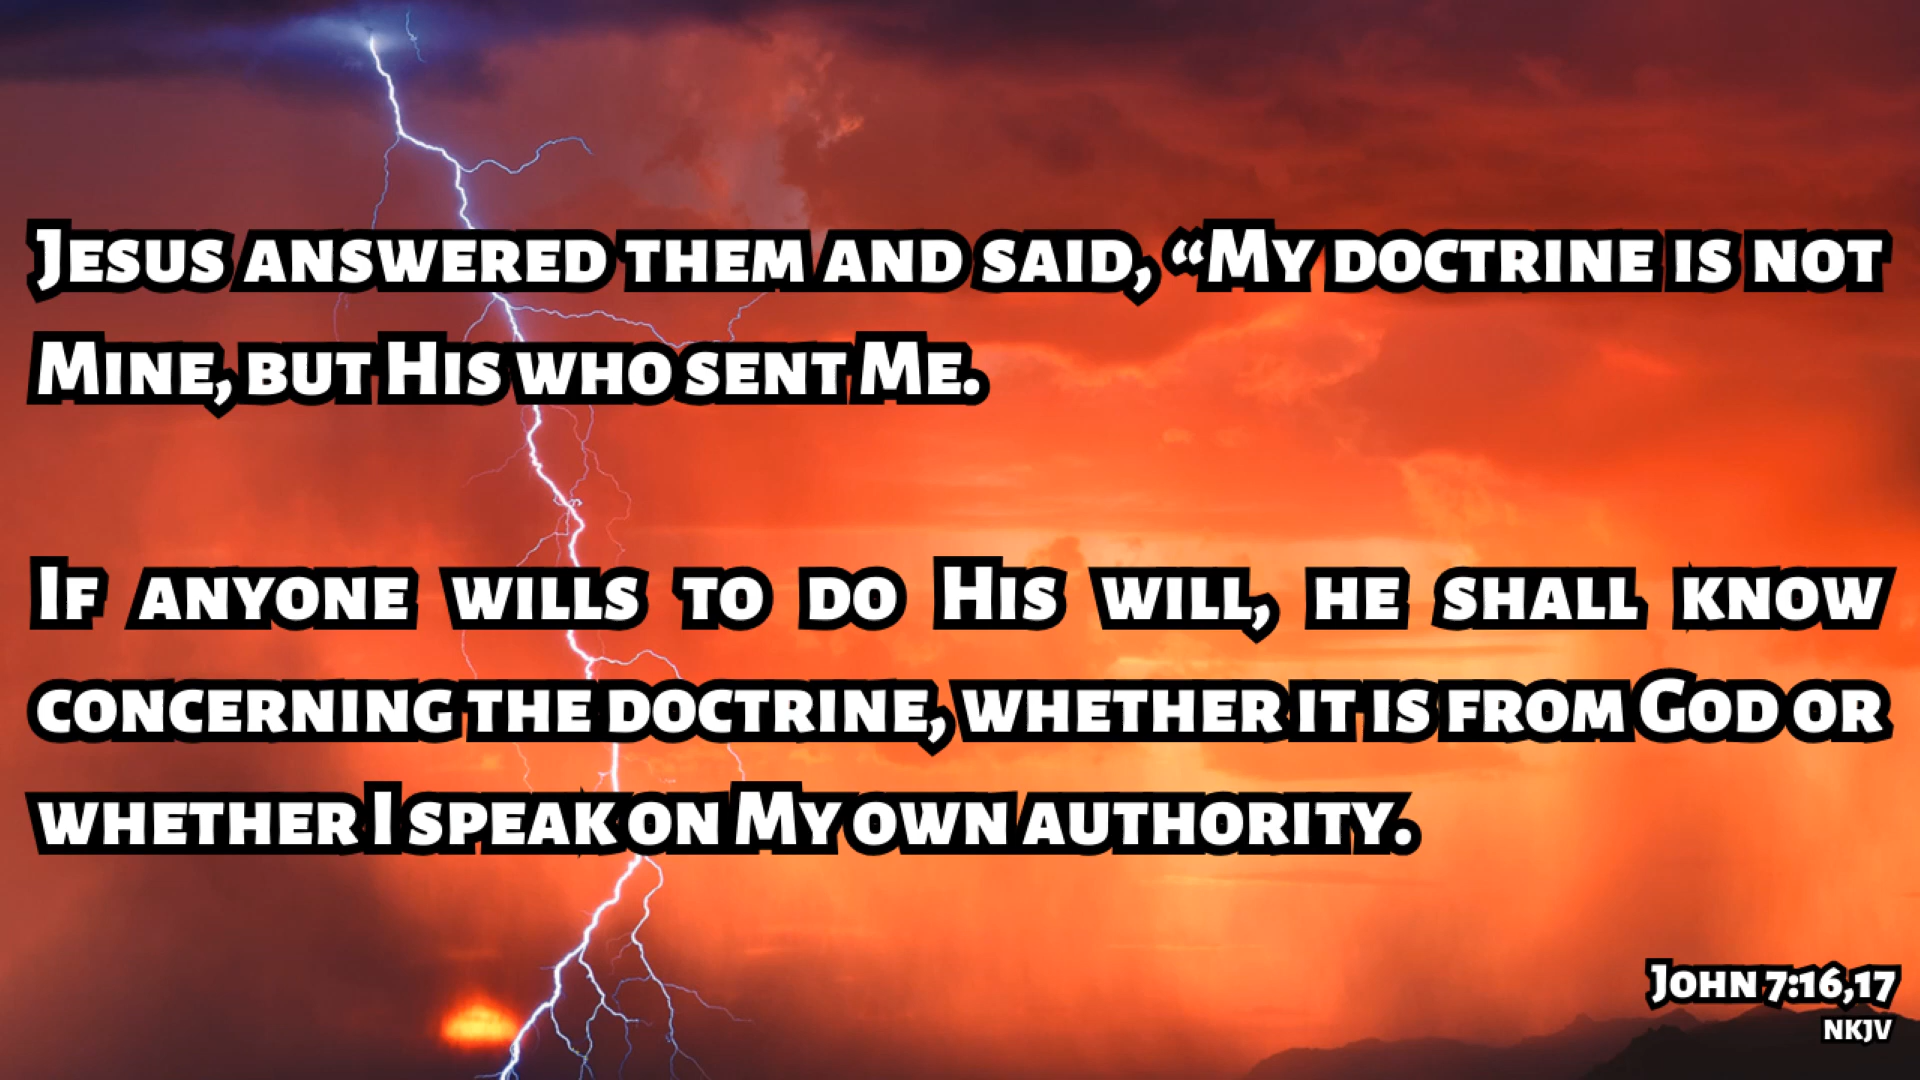 Jesus answered them and said, “My doctrine is not
Mine, but His who sent Me.
If anyone wills to do His will, he shall know
concerning the doctrine, whether it is from God or
whether I speak on My own authority.
John 7:16,17
NKJV